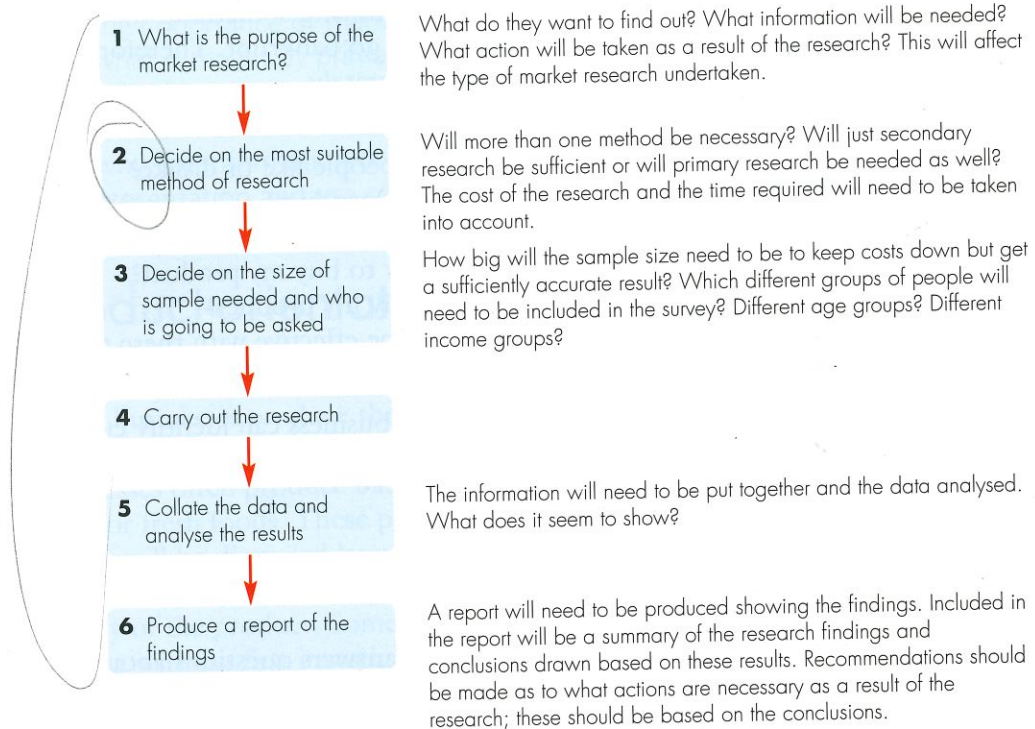 1 What is the purpose of the
market research?
What do they want to find out? What information will be needed?
What action will be taken as a result of the research? This will affect
the type of market research undertaken.
2 Decide on the most suitable
method of research
Will more than one method be necessary? Will just secondary
research be sufficient or will primary research be needed as well?
The cost of the research and the time required will need to be taken
into account.
3 Decide on the size of
sample needed and who
is going to be asked
How big will the sample size need to be to keep costs down but get
a sufficiently accurate result? Which different groups of people will
need to be included in the survey? Different age groups? Different
income groups?
4 Carry out the research
5 Collate the data and
analyse the results
The information will need to be put together and the data analysed.
What does it seem to show?
6 Produce a report of the
findings
A report will need to be produced showing the findings. Included in
the report will be a summary of the research findings and
conclusions drawn based on these results. Recommendations should
be made as to what actions are necessary as a result of the
research; these should be based on the conclusions.